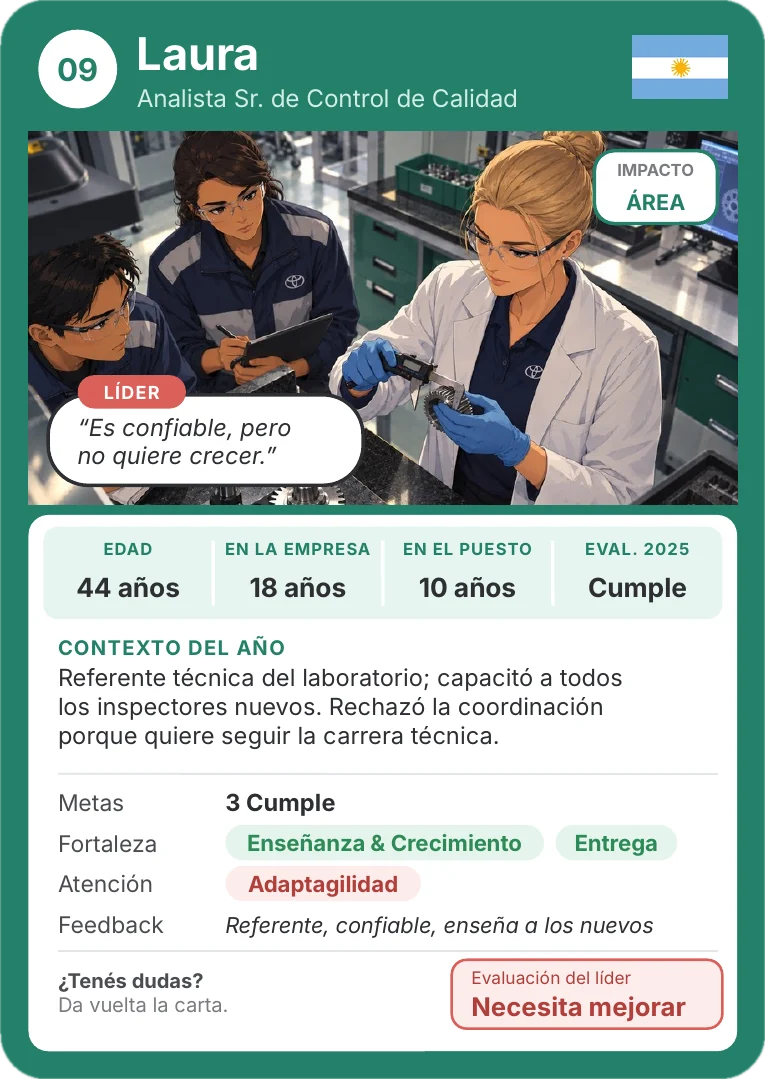 09
Laura
Analista Sr. de Control de Calidad
IMPACTO
ÁREA
LÍDER
“Es confiable, pero
no quiere crecer.”
EDAD
44 años
EN LA EMPRESA
18 años
EN EL PUESTO
10 años
EVAL. 2025
Cumple
CONTEXTO DEL AÑO
Referente técnica del laboratorio; capacitó a todos
los inspectores nuevos. Rechazó la coordinación
porque quiere seguir la carrera técnica.
Metas 3 Cumple
Fortaleza Enseñanza & Crecimiento Entrega
Atención Adaptagilidad
Feedback Referente, confiable, enseña a los nuevos
¿Tenés dudas?
Da vuelta la carta.
Evaluación del líder
Necesita mejorar